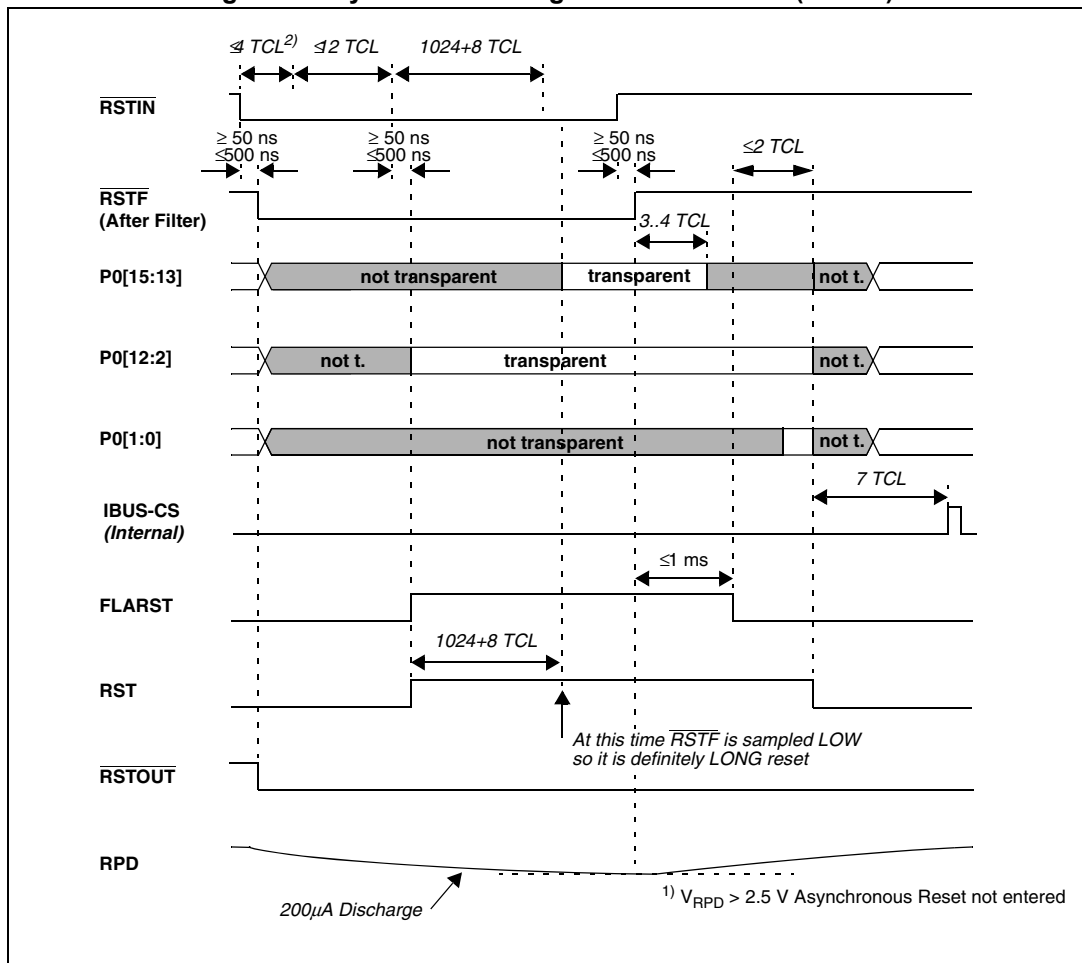 ≤4 TCL2) ≤12 TCL 1024+8 TCL
RSTIN
≥ 50 ns ≥ 50 ns ≥ 50 ns
≤500 ns ≤500 ns ≤500 ns ≤2 TCL
RSTF
(After Filter)
3..4 TCL
P0[15:13] not transparent transparent not t.
P0[12:2] not t. transparent not t.
P0[1:0] not transparent not t.
7 TCL
IBUS-CS
(Internal)
≤1 ms
FLARST
1024+8 TCL
RST
At this time RSTF is sampled LOW
so it is definitely LONG reset
RSTOUT
RPD
1) VRPD > 2.5 V Asynchronous Reset not entered
200μA Discharge